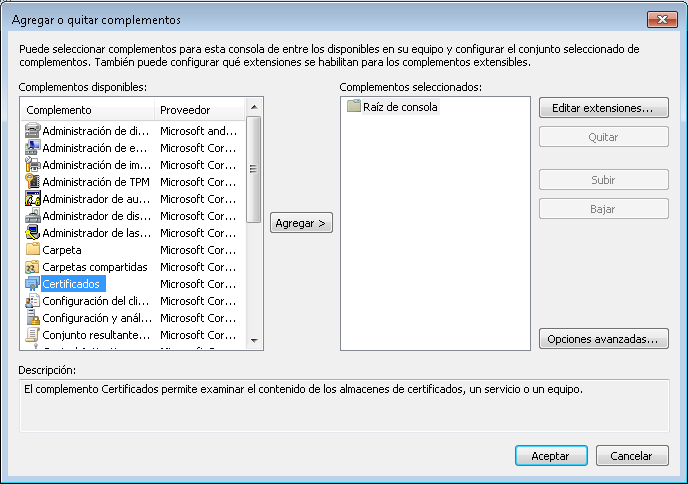 Agregar o quitar complementos
Puede seleccionar complementos para esta consola de entre los disponibles en su equipo y configurar el conjunto seleccionado de
complementos. También puede configurar qué extensiones se habilitan para los complementos extensibles.
Complementos disponibles:
Complemento Proveedor
Administración de di... Microsoft and...
Administración de e... Microsoft Cor...
Administración de im... Microsoft Cor...
Administración de TPM Microsoft Cor...
Administrador de au... Microsoft Cor...
Administrador de dis... Microsoft Cor...
Administrador de las... Microsoft Cor...
Carpeta Microsoft Cor...
Carpetas compartidas Microsoft Cor...
Certificados Microsoft Cor...
Configuración del cli... Microsoft Cor...
Configuración y anál... Microsoft Cor...
Conjunto resultante... Microsoft Cor...
Agregar >
Complementos seleccionados:
Raíz de consola
Editar extensiones...
Quitar
Subir
Bajar
Opciones avanzadas...
Descripción:
El complemento Certificados permite examinar el contenido de los almacenes de certificados, un servicio o un equipo.
Aceptar Cancelar